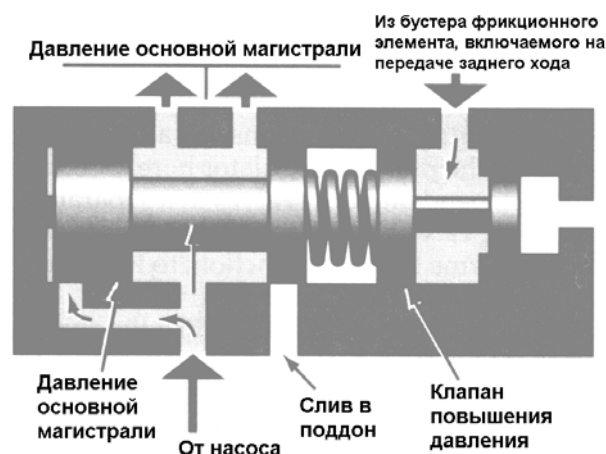 Давление основной магистрали
Из бустера фрикционного
элемента, включаемого на
передаче заднего хода
Давление
основной
магистрали
От насоса
Слив в
поддон
Клапан
повышения
давления